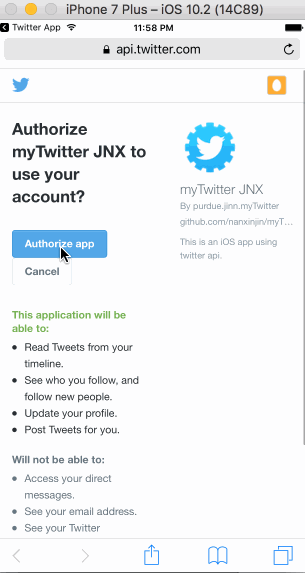 iPhone 7 Plus – iOS 10.2 (14C89)
Twitter App 11:58 PM
api.twitter.com
Authorize
myTwitter JNX to
use your
account?
Authorize app
Cancel
myTwitter JNX
By purdue.jinn.myTwitter
github.com/nanxinjin/myT...
This is an iOS app using
twitter api.
This application will be
able to:
• Read Tweets from your
timeline.
• See who you follow, and
follow new people.
• Update your profile.
• Post Tweets for you.
Will not be able to:
• Access your direct
messages.
• See your email address.
• See your Twitter